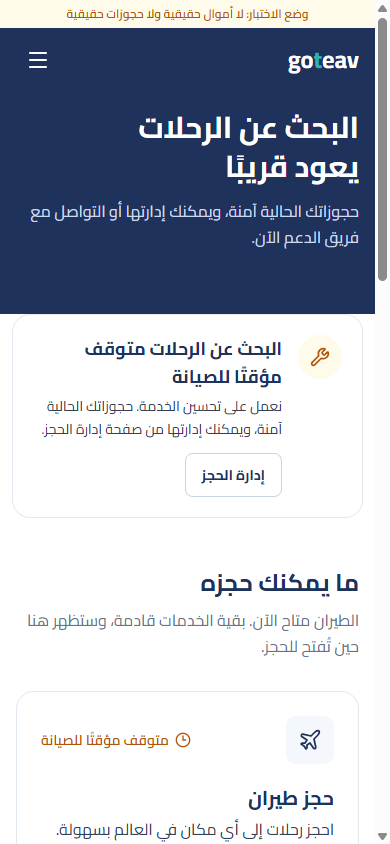 وضع الاختبار: لا أموال حقيقية ولا حجوزات حقيقية
goteav
البحث عن الرحلات
يعود قريبًا
حجوزاتك الحالية آمنة، ويمكنك إدارتها أو التواصل مع
فريق الدعم الآن.
البحث عن الرحلات متوقف
مؤقتًا للصيانة
نعمل على تحسين الخدمة. حجوزاتك الحالية
آمنة، ويمكنك إدارتها من صفحة إدارة الحجز.
إدارة الحجز
ما يمكنك حجزه
الطيران متاح الآن. بقية الخدمات قادمة، وستظهر هنا
حين تُفتح للحجز.
متوقف مؤقتًا للصيانة
حجز طيران
احجز رحلات إلى أي مكان في العالم بسهولة.